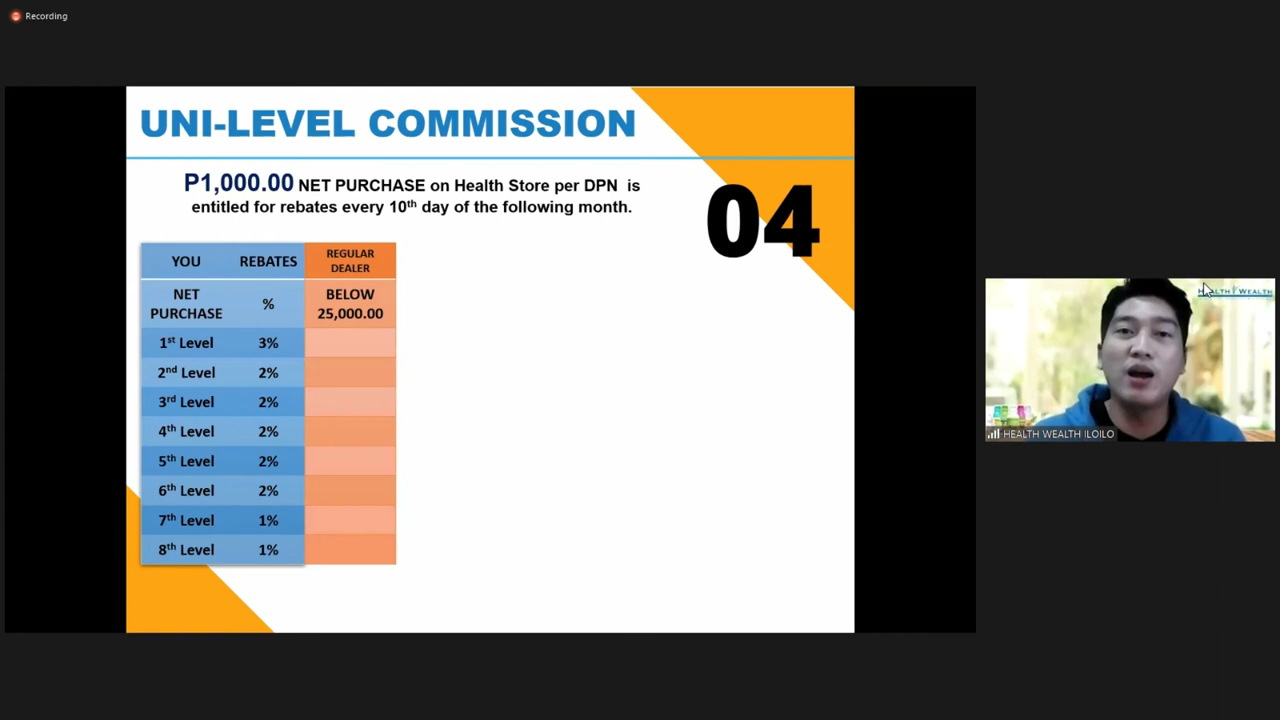 Recording
UNI-LEVEL COMMISSION
P1,000.00 NET PURCHASE on Health Store per DPN is
entitled for rebates every 10th day of the following month.
04
YOU REBATES REGULAR DEALER
NET PURCHASE % BELOW 25,000.00
1st Level 3%
2nd Level 2%
3rd Level 2%
4th Level 2%
5th Level 2%
6th Level 2%
7th Level 1%
8th Level 1%
HEALTH WEALTH
HEALTH WEALTH ILOILO